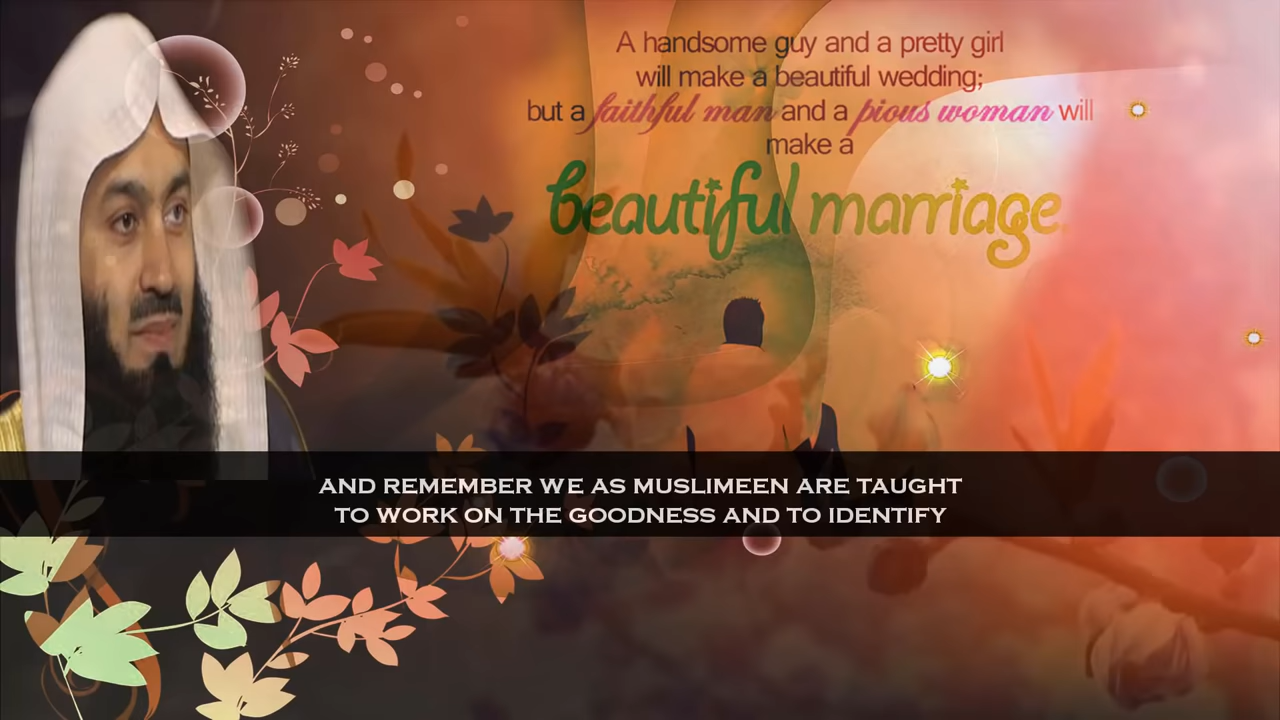 A handsome guy and a pretty girl
will make a beautiful wedding;
but a faithful man and a pious woman will
make a
beautiful marriage.
AND REMEMBER WE AS MUSLIMEEN ARE TAUGHT
TO WORK ON THE GOODNESS AND TO IDENTIFY